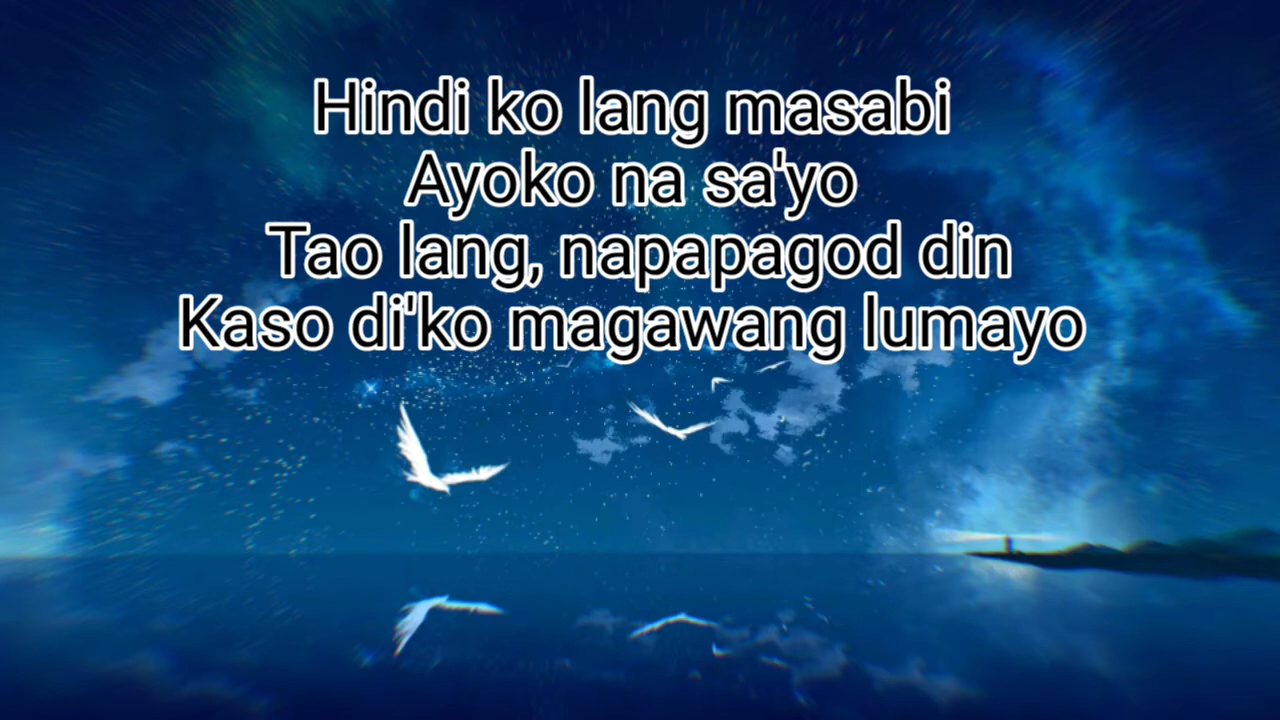 Hindi ko lang masabi
Ayoko na sa'yo
Tao lang, napapagod din
Kaso di'ko magawang lumayo